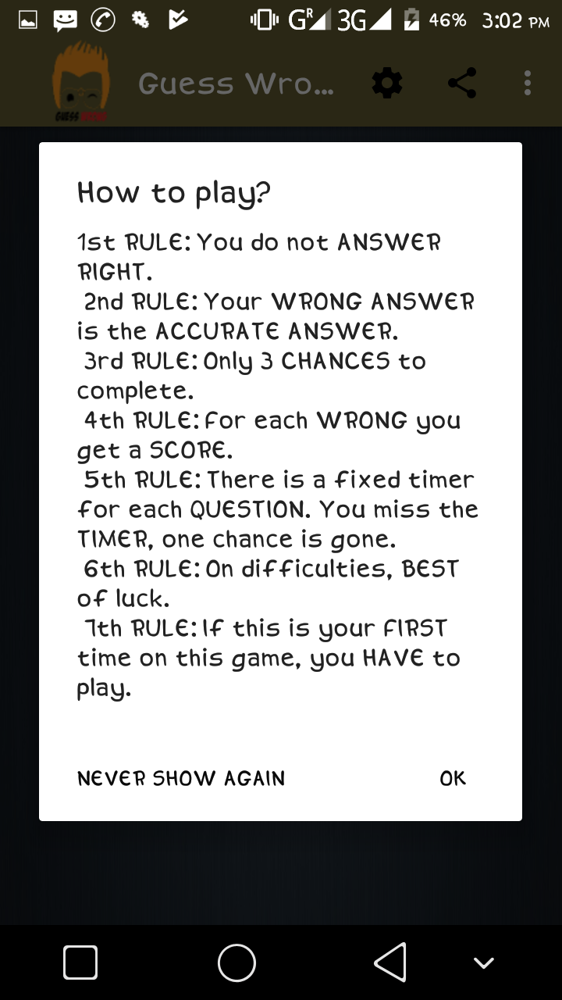 GR 3G 46% 3:02 PM
Guess Wro...
GUESS
How to play?
1st RULE: You do not ANSWER
RIGHT.
2nd RULE: Your WRONG ANSWER
is the ACCURATE ANSWER.
3rd RULE: Only 3 CHANCES to
complete.
4th RULE: For each WRONG you
get a SCORE.
5th RULE: There is a fixed timer
for each QUESTION. You miss the
TIMER, one chance is gone.
6th RULE: On difficulties, BEST
of luck.
7th RULE: If this is your FIRST
time on this game, you HAVE to
play.
NEVER SHOW AGAIN OK